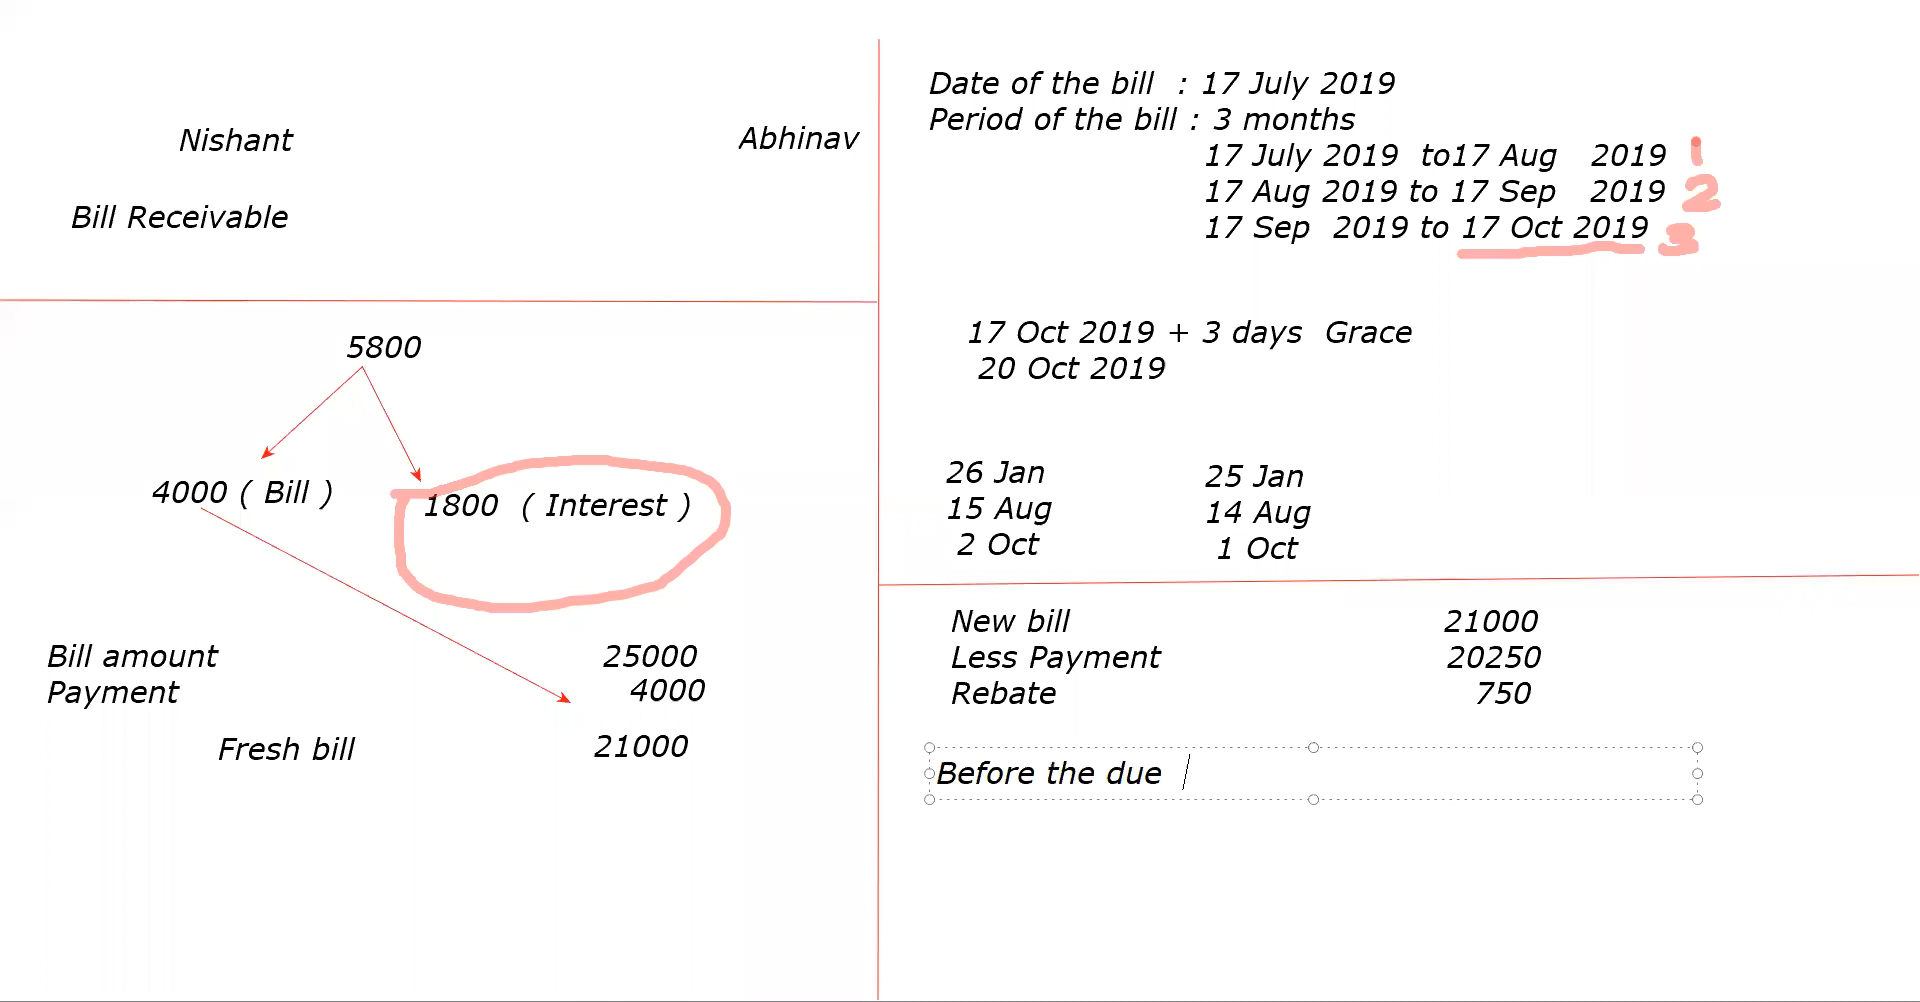 Nishant Abhinav
Bill Receivable
5800
4000 ( Bill ) 1800 ( Interest )
Bill amount 25000
Payment 4000
Fresh bill 21000
Date of the bill : 17 July 2019
Period of the bill : 3 months
17 July 2019 to17 Aug 2019 1
17 Aug 2019 to 17 Sep 2019 2
17 Sep 2019 to 17 Oct 2019 3
17 Oct 2019 + 3 days Grace
20 Oct 2019
26 Jan 25 Jan
15 Aug 14 Aug
2 Oct 1 Oct
New bill 21000
Less Payment 20250
Rebate 750
Before the due